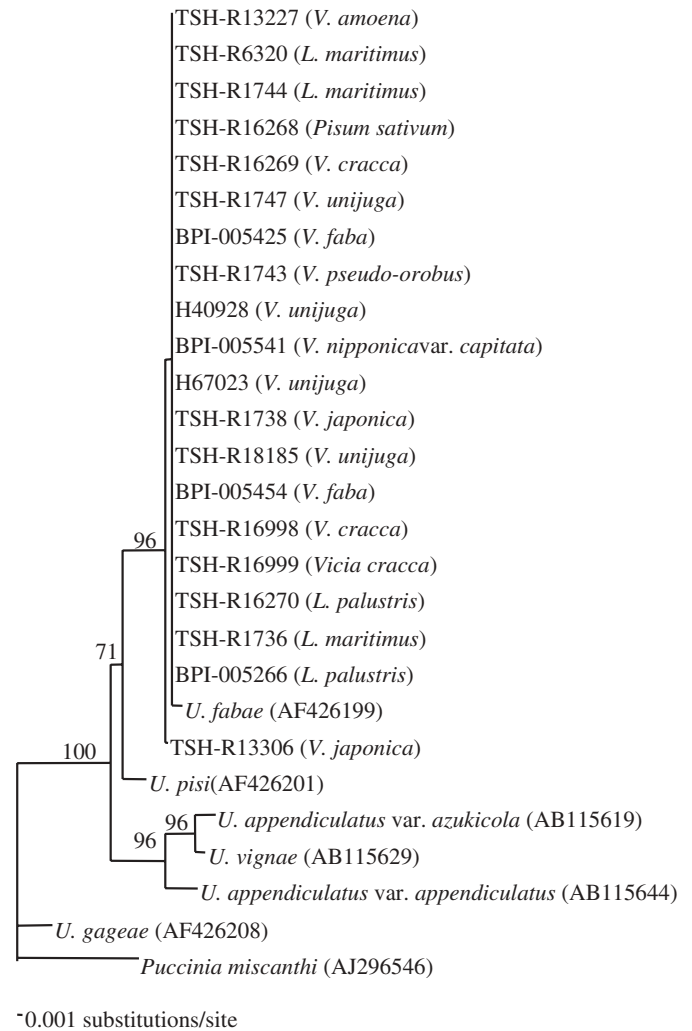 TSH-R13227 (V. amoena)
TSH-R6320 (L. maritimus)
TSH-R1744 (L. maritimus)
TSH-R16268 (Pisum sativum)
TSH-R16269 (V. cracca)
TSH-R1747 (V. unijuga)
BPI-005425 (V. faba)
TSH-R1743 (V. pseudo-orobus)
H40928 (V. unijuga)
BPI-005541 (V. nipponicavar. capitata)
H67023 (V. unijuga)
TSH-R1738 (V. japonica)
TSH-R18185 (V. unijuga)
BPI-005454 (V. faba)
TSH-R16998 (V. cracca)
96
TSH-R16999 (Vicia cracca)
TSH-R16270 (L. palustris)
TSH-R1736 (L. maritimus)
71
BPI-005266 (L. palustris)
U. fabae (AF426199)
TSH-R13306 (V. japonica)
100
U. pisi(AF426201)
U. appendiculatus var. azukicola (AB115619)
96
96
U. vignae (AB115629)
U. appendiculatus var. appendiculatus (AB115644)
U. gageae (AF426208)
Puccinia miscanthi (AJ296546)
-0.001 substitutions/site